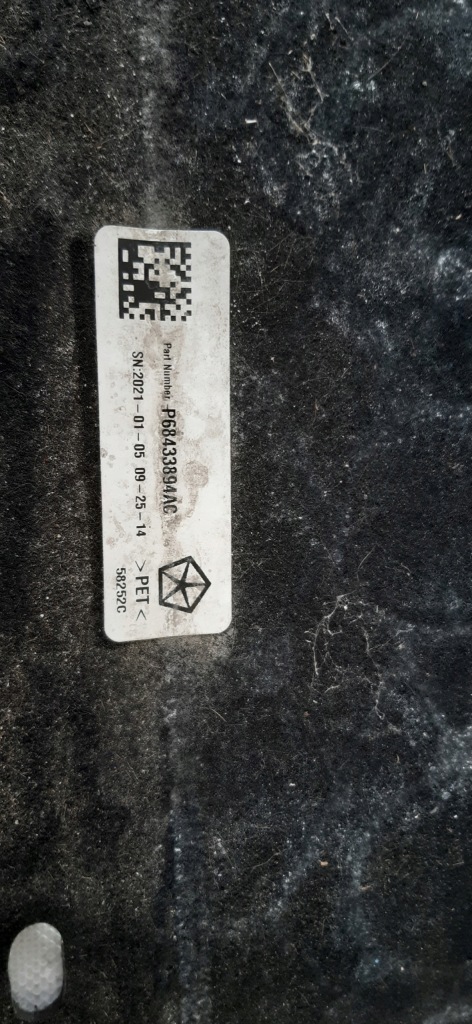 Part Number: P68433894AC
SN:2021-01-05 09-25-14
>PET<
58252C